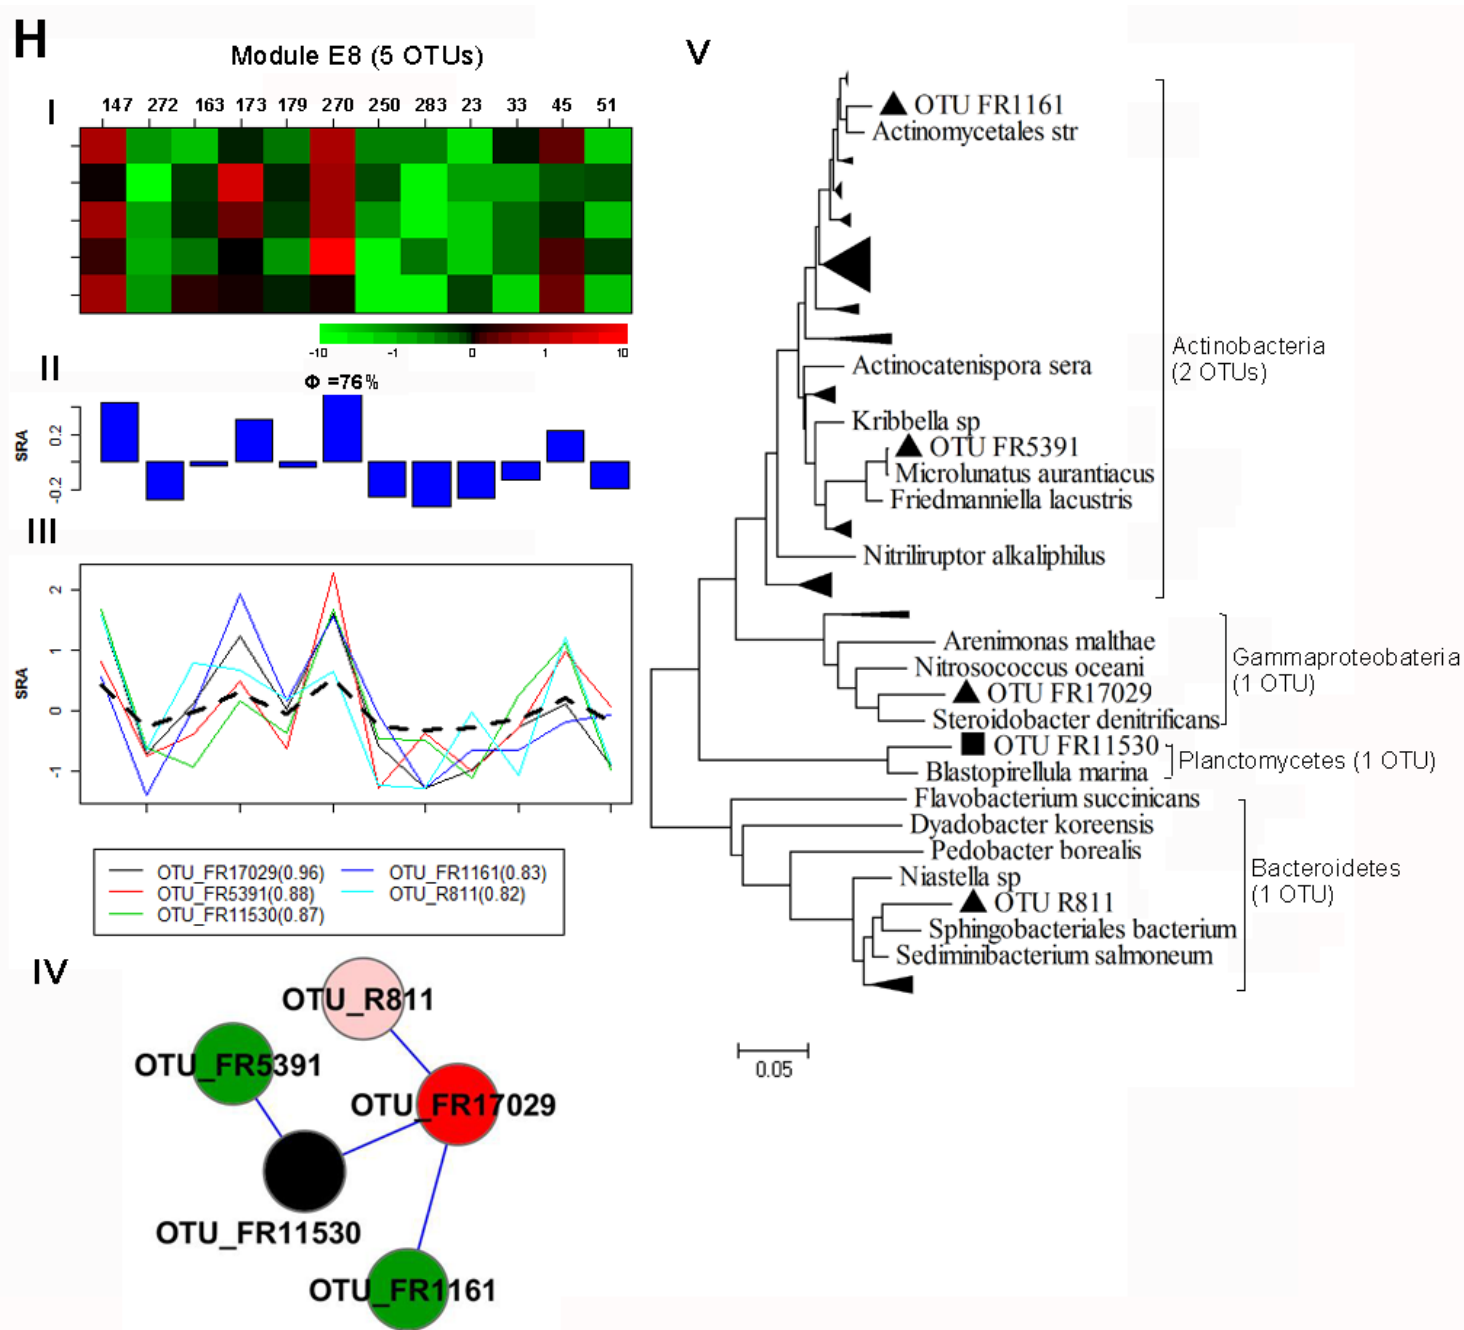 H
Module E8 (5 OTUs)
I
147 272 163 173 179 270 250 283 23 33 45 51
-10 -1 0 1 10
II
Φ =76%
SRA
0.2
-0.2
III
SRA
2
1
0
-1
OTU_FR17029(0.96)
OTU_FR5391(0.88)
OTU_FR11530(0.87)
OTU_FR1161(0.83)
OTU_R811(0.82)
IV
OTU_R811
OTU_FR5391
OTU_FR17029
OTU_FR11530
OTU_FR1161
V
OTU FR1161
Actinomycetales str
Actinocatenispora sera
Kribbella sp
OTU FR5391
Microlunatus aurantiacus
Friedmanniella lacustris
Nitriliruptor alkaliphilus
Actinobacteria
(2 OTUs)
Arenimonas malthae
Nitrosococcus oceani
OTU FR17029
Steroidobacter denitrificans
Gammaproteobateria
(1 OTU)
OTU FR11530
Blastopirellula marina
Planctomycetes (1 OTU)
Flavobacterium succinicans
Dyadobacter koreensis
Pedobacter borealis
Niastella sp
OTU R811
Sphingobacteriales bacterium
Sediminibacterium salmoneum
Bacteroidetes
(1 OTU)
0.05